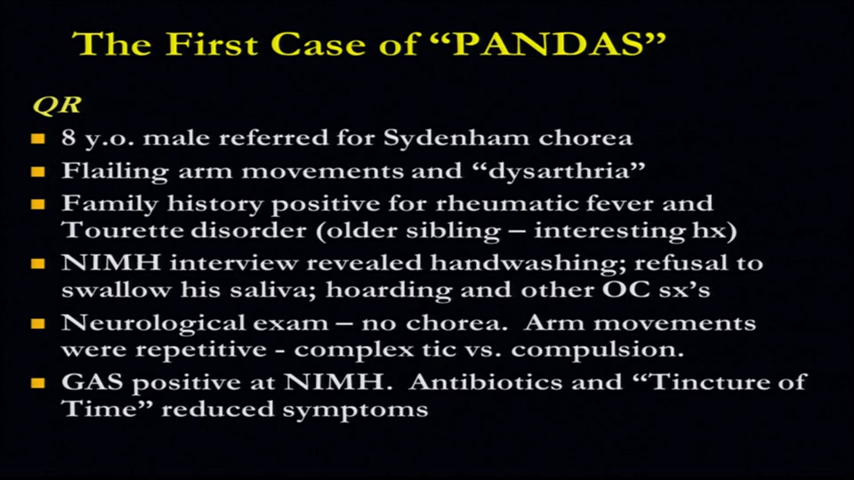 The First Case of “PANDAS”
QR
8 y.o. male referred for Sydenham chorea
Flailing arm movements and “dysarthria”
Family history positive for rheumatic fever and
Tourette disorder (older sibling – interesting hx)
NIMH interview revealed handwashing; refusal to
swallow his saliva; hoarding and other OC sx’s
Neurological exam – no chorea. Arm movements
were repetitive - complex tic vs. compulsion.
GAS positive at NIMH. Antibiotics and “Tincture of
Time” reduced symptoms